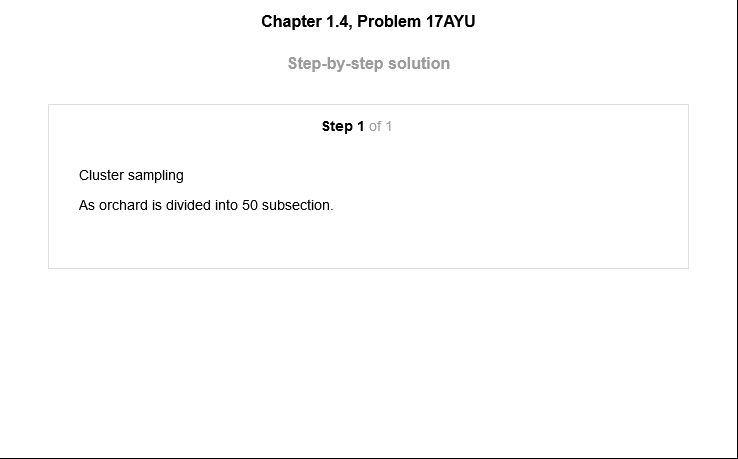 Chapter 1.4, Problem 17AYU
Step-by-step solution
Step 1 of 1
Cluster sampling
As orchard is divided into 50 subsection.